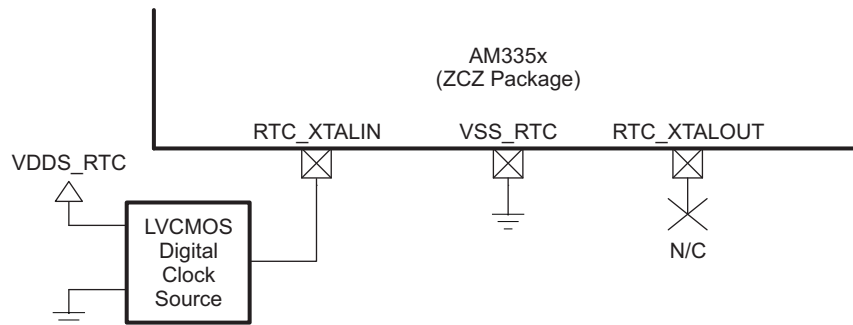 AM335x
(ZCZ Package)
RTC_XTALIN
VSS_RTC
RTC_XTALOUT
VDDS_RTC
LVCMOS
Digital
Clock
Source
N/C